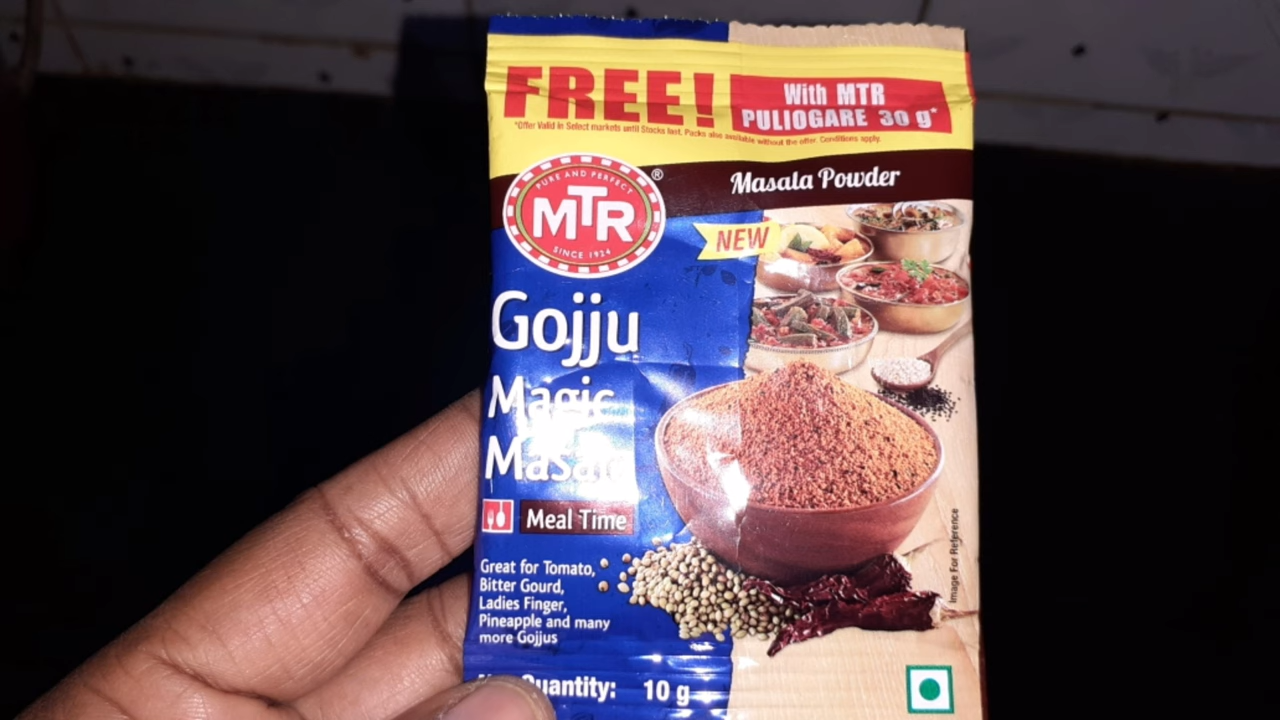 FREE!
With MTR
PULIOGARE 30 g*
*Offer Valid in Select markets until Stocks last. Packs also available without the offer. Conditions apply.
Masala Powder
PURE AND PERFECT
MTR
SINCE 1924
®
NEW
Gojju
Magic
Masala
Meal Time
Great for Tomato,
Bitter Gourd,
Ladies Finger,
Pineapple and many
more Gojjus
Quantity: 10 g
Image For Reference